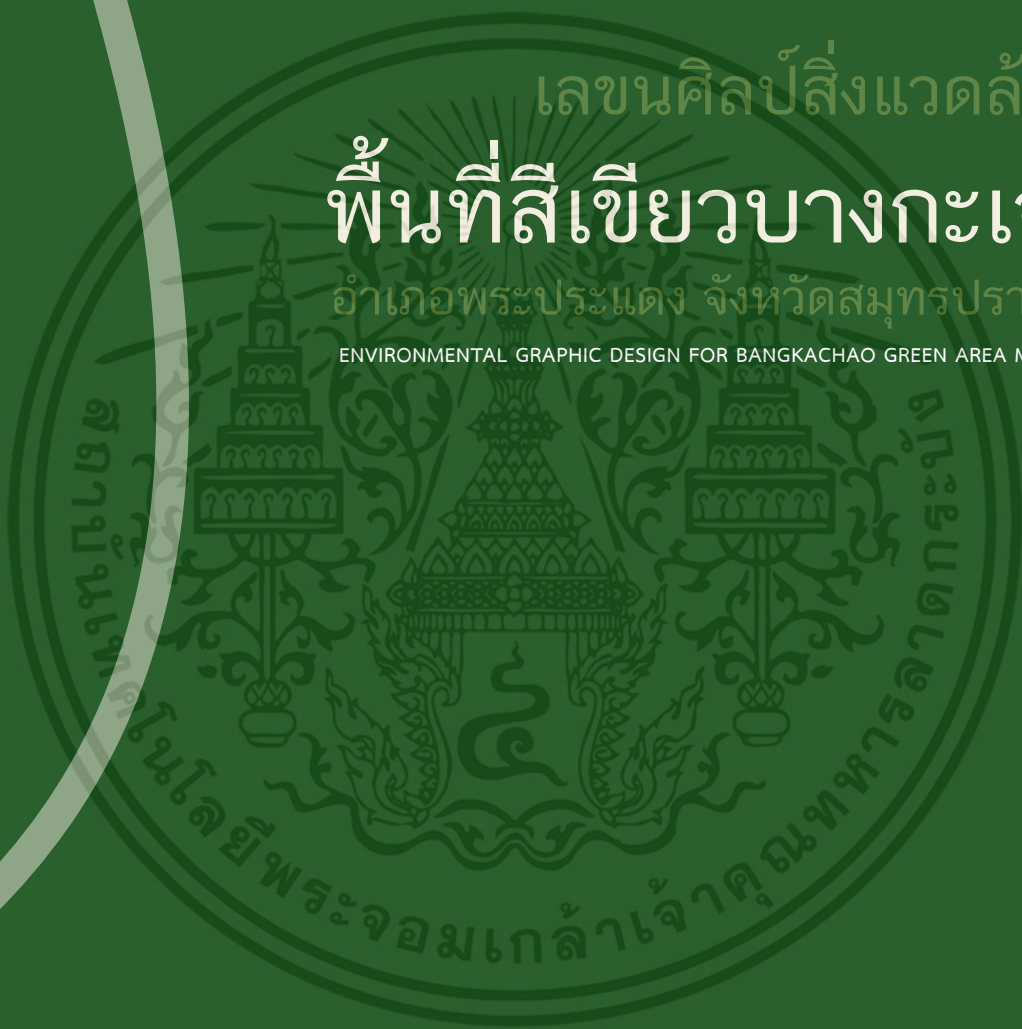 เลขนศิลป์สิ่งแวดล้
พื้นที่สีเขียวบางกะเจ
อำเภอพระประแดง จังหวัดสมุทรปรา
ENVIRONMENTAL GRAPHIC DESIGN FOR BANGKACHAO GREEN AREA M
สถาบันเทคโนโลยีพระจอมเกล้าเจ้าคุณทหารลาดกระบัง